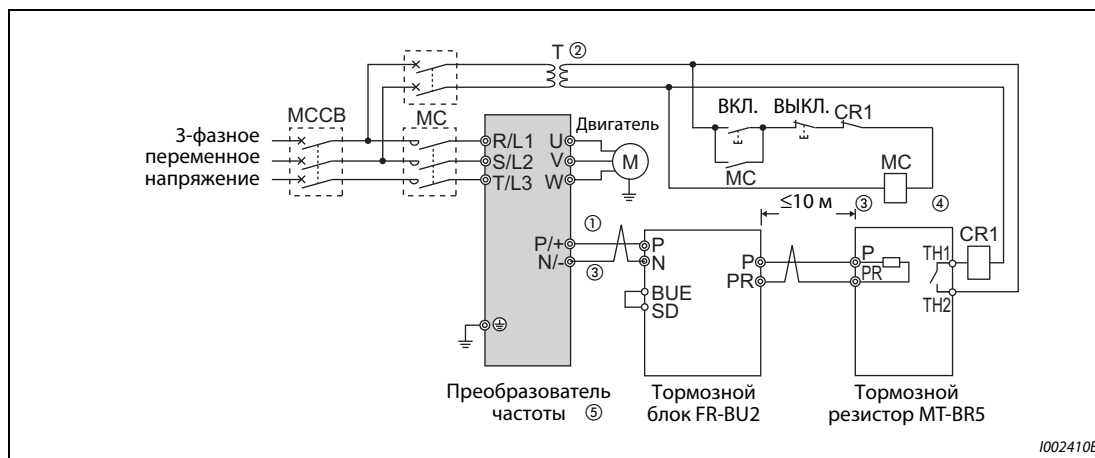 T ②
MCCB
MC
3-фазное
переменное
напряжение
R/L1
S/L2
T/L3
U
V
W
Двигатель
M
ВКЛ.
ВЫКЛ.
CR1
MC
MC
≤10 м
③
④
①
P/+
N/-
③
P
N
BUE
SD
P
PR
P
PR
TH1
TH2
CR1
Преобразователь
частоты ⑤
Тормозной
блок FR-BU2
Тормозной
резистор MT-BR5
I002410E